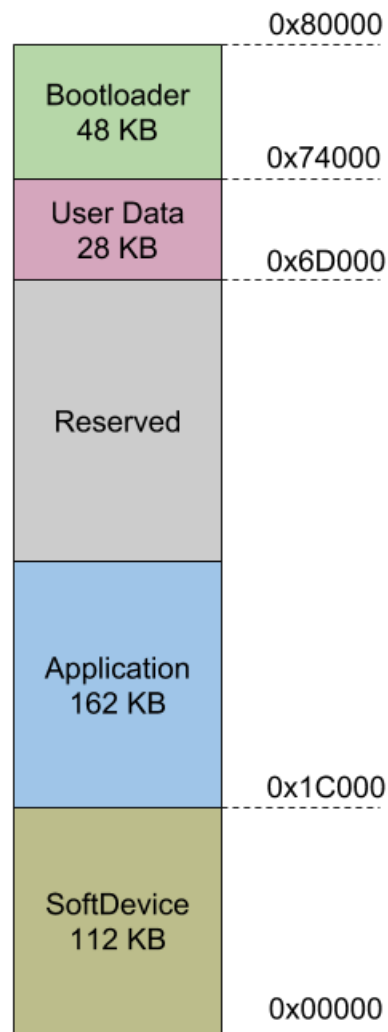 0x80000
Bootloader
48 KB
0x74000
User Data
28 KB
0x6D000
Reserved
Application
162 KB
0x1C000
SoftDevice
112 KB
0x00000